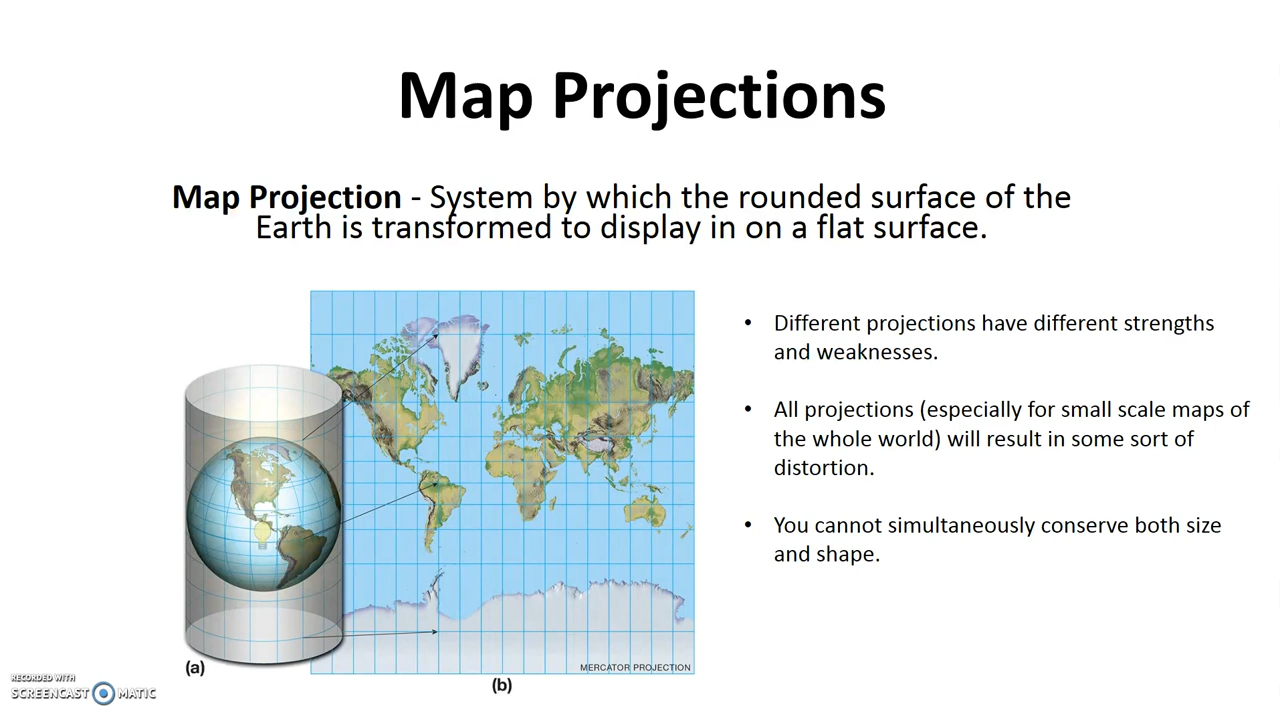 Map Projections
Map Projection - System by which the rounded surface of the
Earth is transformed to display in on a flat surface.
• Different projections have different strengths
and weaknesses.
• All projections (especially for small scale maps of
the whole world) will result in some sort of
distortion.
• You cannot simultaneously conserve both size
and shape.
MERCATOR PROJECTION
(a)
(b)
RECORDED WITH
SCREENCAST MATIC